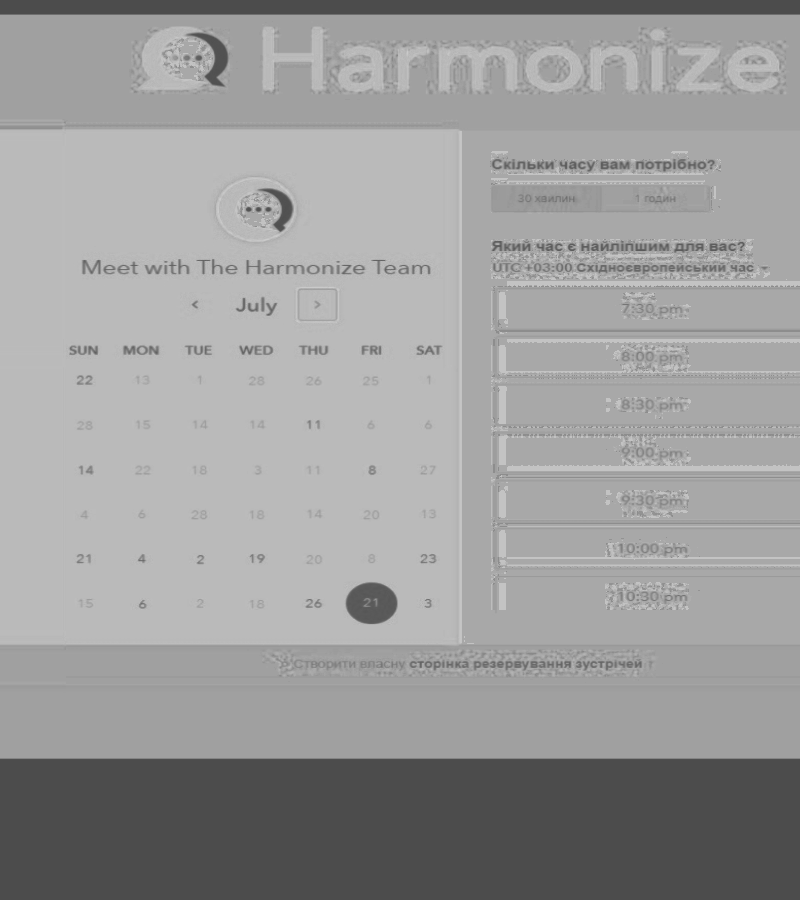 Harmonize
Meet with The Harmonize Team
‹ July ›
SUN MON TUE WED THU FRI SAT
22 13 1 28 26 25 1
28 15 14 14 11 6 6
14 22 18 3 11 8 27
4 6 28 18 14 20 13
21 4 2 19 20 8 23
15 6 2 18 26 21 3
Скільки часу вам потрібно?
30 хвилин 1 годин
Який час є найліпшим для вас?
UTC +03:00 Східноєвропейський час
7:30 pm
8:00 pm
8:30 pm
9:00 pm
9:30 pm
10:00 pm
10:30 pm
Створити власну сторінка резервування зустрічей